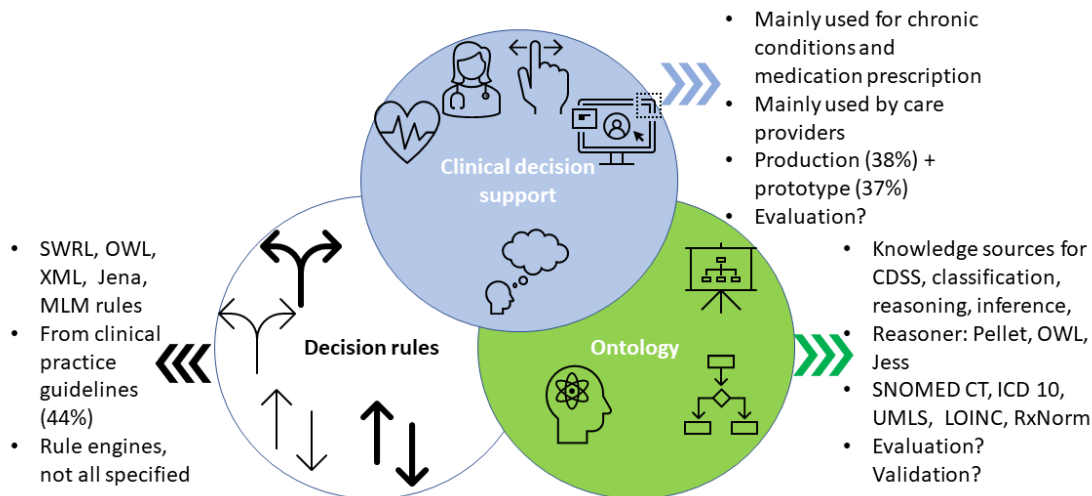 • Mainly used for chronic
conditions and
medication prescription
• Mainly used by care
providers
• Production (38%) +
prototype (37%)
• Evaluation?
Clinical decision
support
• SWRL, OWL,
XML, Jena,
MLM rules
• From clinical
practice
guidelines
(44%)
• Rule engines,
not all specified
Decision rules
Ontology
• Knowledge sources for
CDSS, classification,
reasoning, inference,
• Reasoner: Pellet, OWL,
Jess
• SNOMED CT, ICD 10,
UMLS, LOINC, RxNorm
• Evaluation?
Validation?